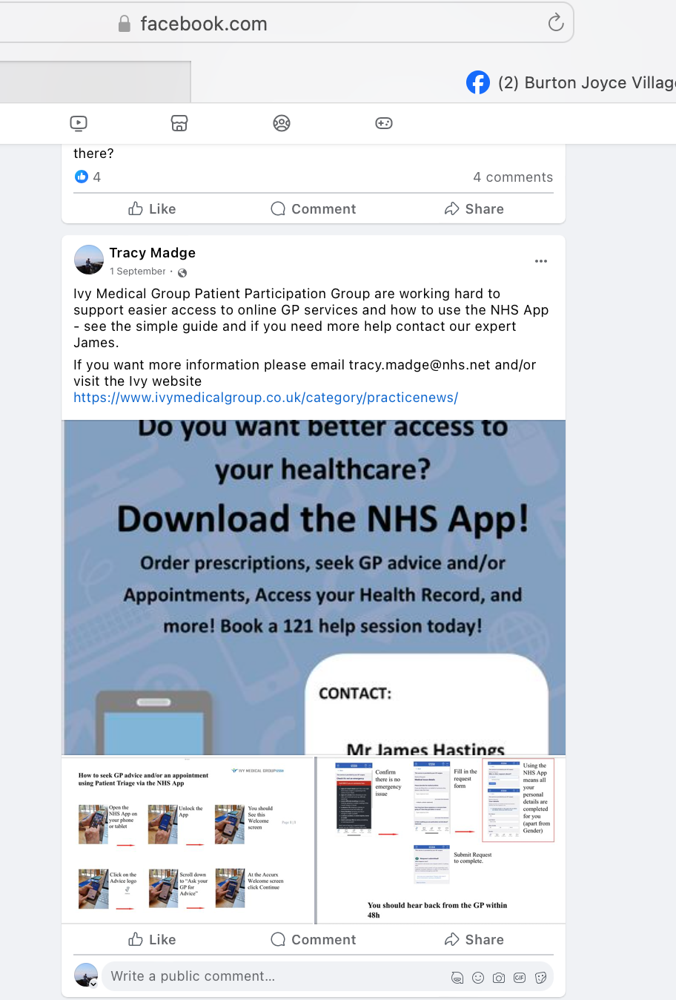 facebook.com
(2) Burton Joyce Villag
there?
4
4 comments
Like
Comment
Share
Tracy Madge
1 September ·
Ivy Medical Group Patient Participation Group are working hard to
support easier access to online GP services and how to use the NHS App
- see the simple guide and if you need more help contact our expert
James.
If you want more information please email tracy.madge@nhs.net and/or
visit the Ivy website
https://www.ivymedicalgroup.co.uk/category/practicenews/
Do you want better access to
your healthcare?
Download the NHS App!
Order prescriptions, seek GP advice and/or
Appointments, Access your Health Record, and
more! Book a 121 help session today!
CONTACT:
Mr James Hastings
How to seek GP advice and/or an appointment
using Patient Triage via the NHS App
IVY MEDICAL GROUP
Open the
NHS App on
your phone
or tablet
Unlock the
App
You should
See this
Welcome
screen
Page 1 | 1
Click on the
Advice logo
Scroll down
to "Ask your
GP for
Advice"
At the Accurx
Welcome screen
click Continue
Confirm
there is no
emergency
issue
Fill in the
request
form
Using the
NHS App
means all
your
personal
details are
completed
for you
(apart from
Gender)
Submit Request
to complete.
You should hear back from the GP within
48h
Like
Comment
Share
Write a public comment...
GIF